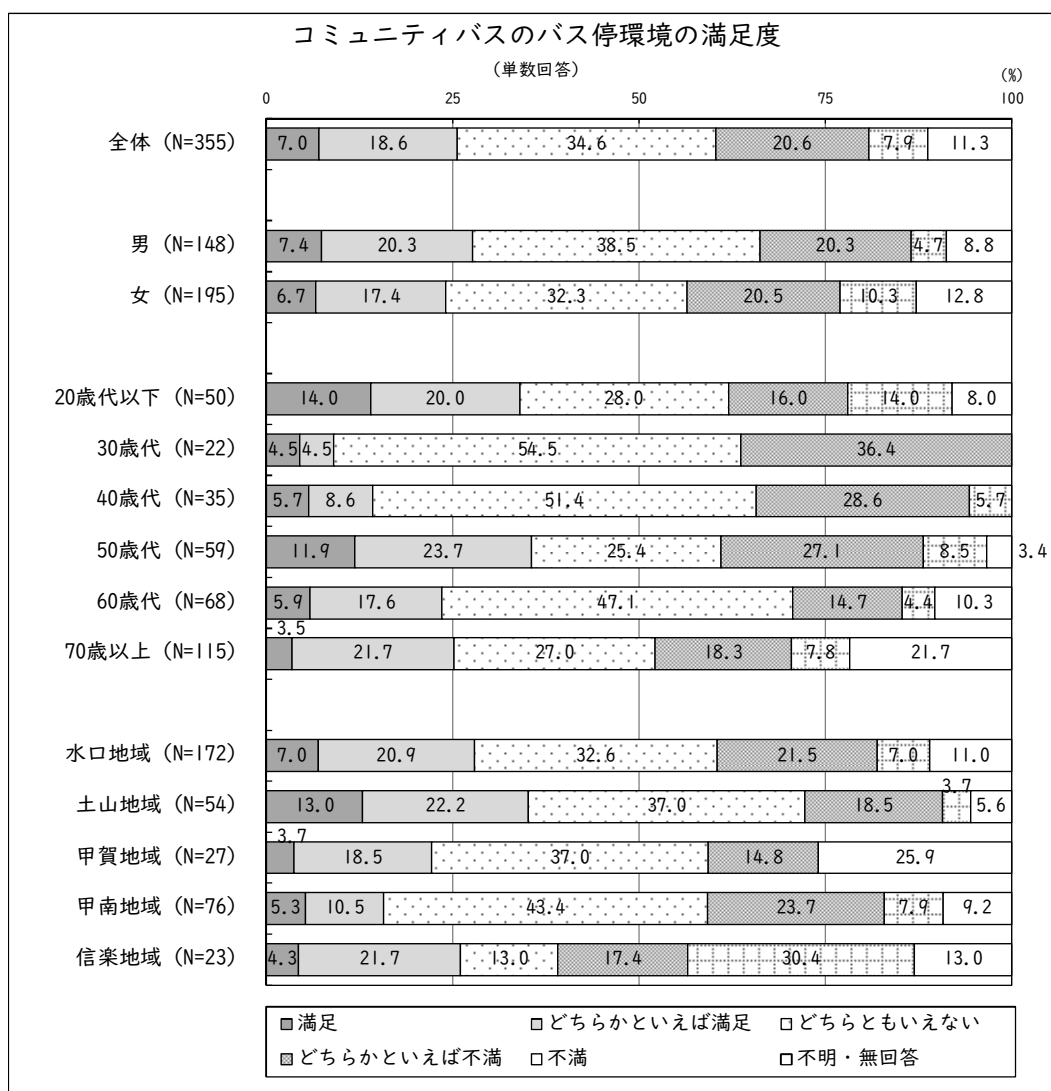 コミュニティバスのバス停環境の満足度
(単数回答)
(%)
0 25 50 75 100
全体 (N=355) 7.0 18.6 34.6 20.6 7.9 11.3
男 (N=148) 7.4 20.3 38.5 20.3 4.7 8.8
女 (N=195) 6.7 17.4 32.3 20.5 10.3 12.8
20歳代以下 (N=50) 14.0 20.0 28.0 16.0 14.0 8.0
30歳代 (N=22) 4.5 4.5 54.5 36.4
40歳代 (N=35) 5.7 8.6 51.4 28.6 5.7
50歳代 (N=59) 11.9 23.7 25.4 27.1 8.5 3.4
60歳代 (N=68) 5.9 17.6 47.1 14.7 4.4 10.3
70歳以上 (N=115) 3.5 21.7 27.0 18.3 7.8 21.7
水口地域 (N=172) 7.0 20.9 32.6 21.5 7.0 11.0
土山地域 (N=54) 13.0 22.2 37.0 18.5 3.7 5.6
甲賀地域 (N=27) 3.7 18.5 37.0 14.8 25.9
甲南地域 (N=76) 5.3 10.5 43.4 23.7 7.9 9.2
信楽地域 (N=23) 4.3 21.7 13.0 17.4 30.4 13.0
満足 どちらかといえば満足 どちらともいえない
どちらかといえば不満 不満 不明・無回答